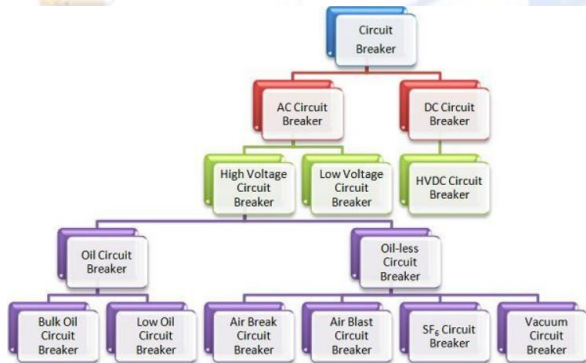 Circuit
Breaker
AC Circuit
Breaker
DC Circuit
Breaker
High Voltage
Circuit
Breaker
Low Voltage
Circuit
Breaker
HVDC Circuit
Breaker
Oil Circuit
Breaker
Oil-less
Circuit
Breaker
Bulk Oil
Circuit
Breaker
Low Oil
Circuit
Breaker
Air Break
Circuit
Breaker
Air Blast
Circuit
Breaker
SF₆ Circuit
Breaker
Vacuum
Circuit
Breaker